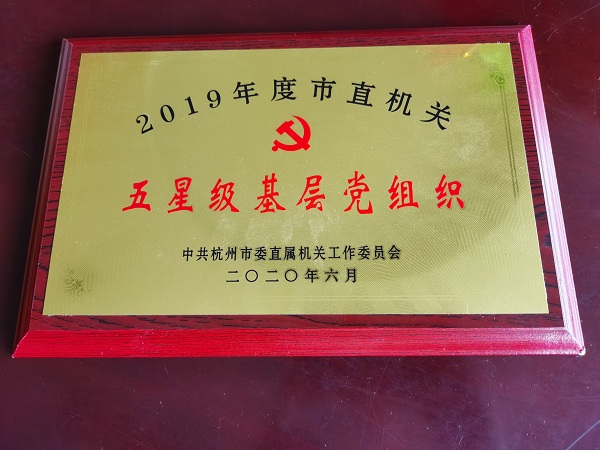 2019年度市直机关
五星级基层党组织
中共杭州市委直属机关工作委员会
二〇二〇年六月